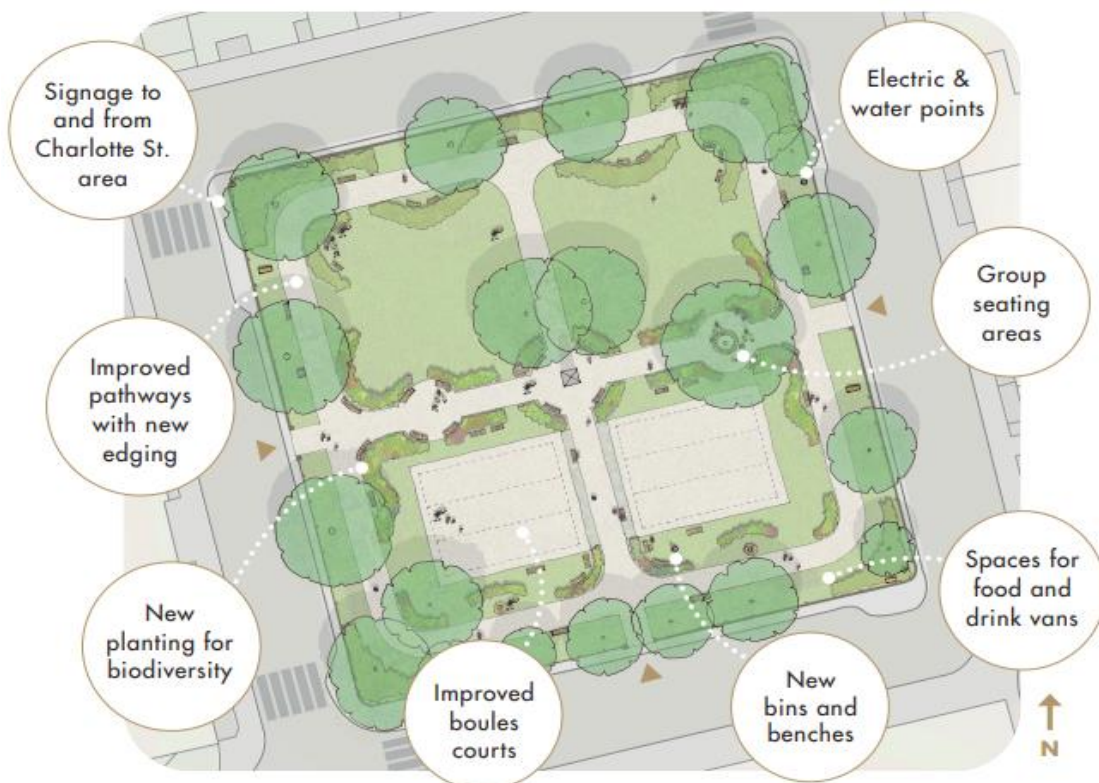 Signage to
and from
Charlotte St.
area
Electric &
water points
Group
seating
areas
Improved
pathways
with new
edging
New
planting for
biodiversity
Improved
boules
courts
New
bins and
benches
Spaces for
food and
drink vans
N